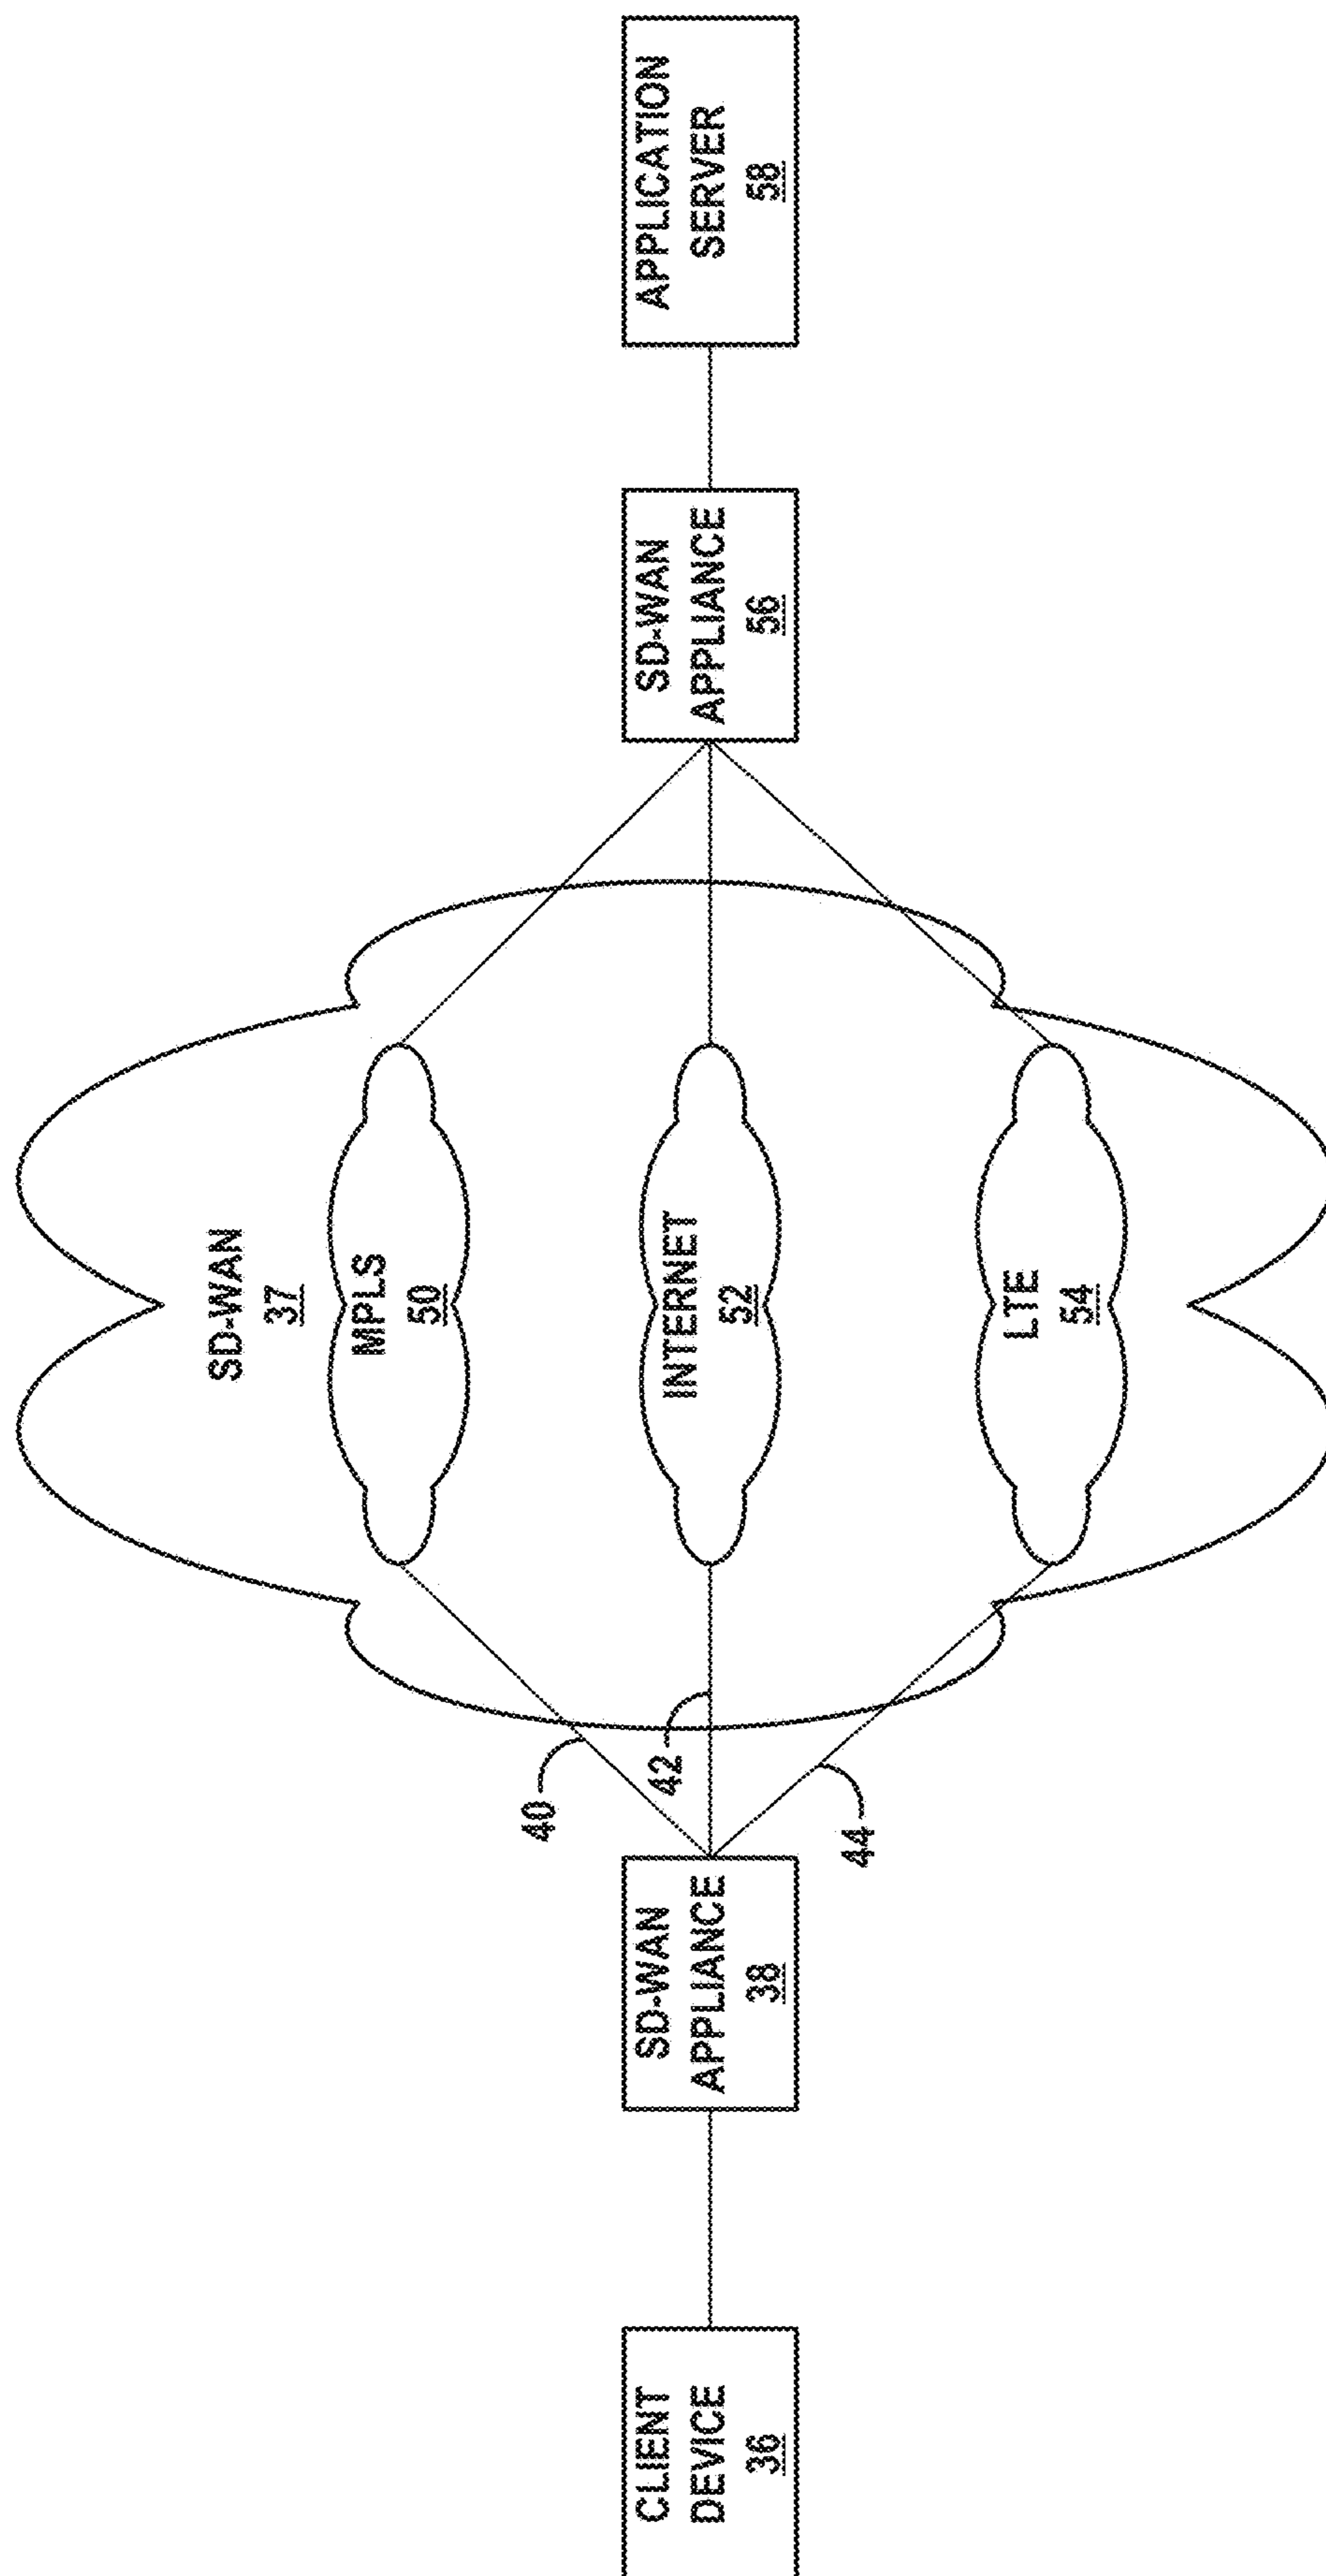 SD-WAN
37
MPLS
50
40
CLIENT
DEVICE
36
SD-WAN
APPLIANCE
38
42
INTERNET
52
SD-WAN
APPLIANCE
56
APPLICATION
SERVER
58
44
LTE
54